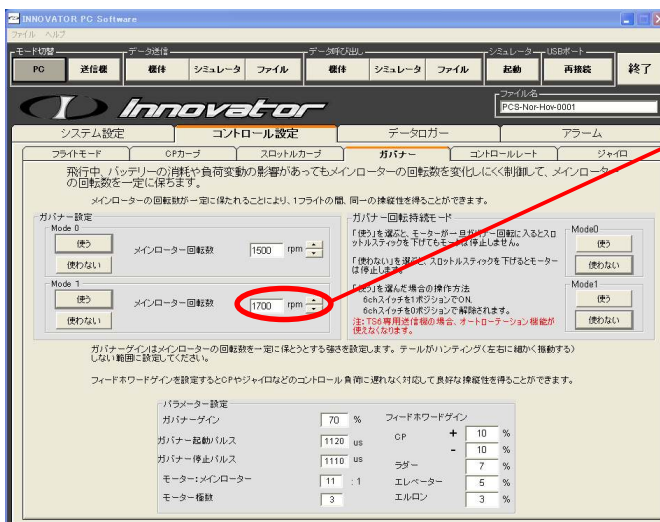 INNOVATOR PC Software
ファイル ヘルプ
モード切替 データ送信 データ呼び出し シミュレーター USBポート
PC 送信機 機体 シミュレータ ファイル 機体 シミュレータ ファイル 起動 再接続 終了
Innovator
ファイル名
PCS-Nor-Hov-0001
システム設定 コントロール設定 データロガー アラーム
フライトモード CPカーブ スロットルカーブ ガバナー コントロールレート ジャイロ
飛行中、バッテリーの消耗や負荷変動の影響があってもメインローターの回転数を変化しにくく制御して、メインローター
の回転数を一定に保ちます。
メインローターの回転数が一定に保たれることにより、1フライトの間、同一の操縦性を得ることができます。
ガバナー設定
Mode 0
使う
使わない
メインローター回転数 1500 rpm
Mode 1
使う
使わない
メインローター回転数 1700 rpm
ガバナー回転持続モード
「使う」を選ぶと、モーターが一旦ガバナー回転に入るとスロ
ットルスティックを下げてもモーターは停止しません。
「使わない」を選ぶと、スロットルスティックを下げるとモーター
は停止します。
「使う」を選んだ場合の操作方法
6chスイッチを1ポジションでON.
6chスイッチを0ポジションで解除されます。
注:TS6専用送信機の場合、オートローテーション機能が
使えなくなります。
Mode0
使う
使わない
Mode1
使う
使わない
ガバナーゲインはメインローターの回転数を一定に保とうとする強さを設定します。テールがハンティング(左右に細かく振動する)
しない範囲に設定してください。
フィードホワードゲインを設定するとCPやジャイロなどのコントロール負荷に遅れなく対応して良好な操縦性を得ることができます。
パラメーター設定
ガバナーゲイン 70 %
ガバナー起動パルス 1120 us
ガバナー停止パルス 1110 us
モーター:メインローター 11 :1
モーター極数 3
フィードホワードゲイン
CP + 10 %
- 10 %
ラダー 7 %
エレベーター 5 %
エルロン 3 %